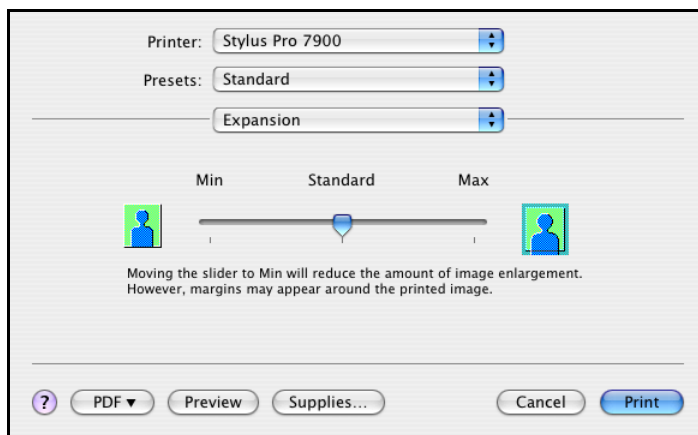 Printer: Stylus Pro 7900
Presets: Standard
Expansion
Min Standard Max
Moving the slider to Min will reduce the amount of image enlargement.
However, margins may appear around the printed image.
? PDF ▼ Preview Supplies... Cancel Print